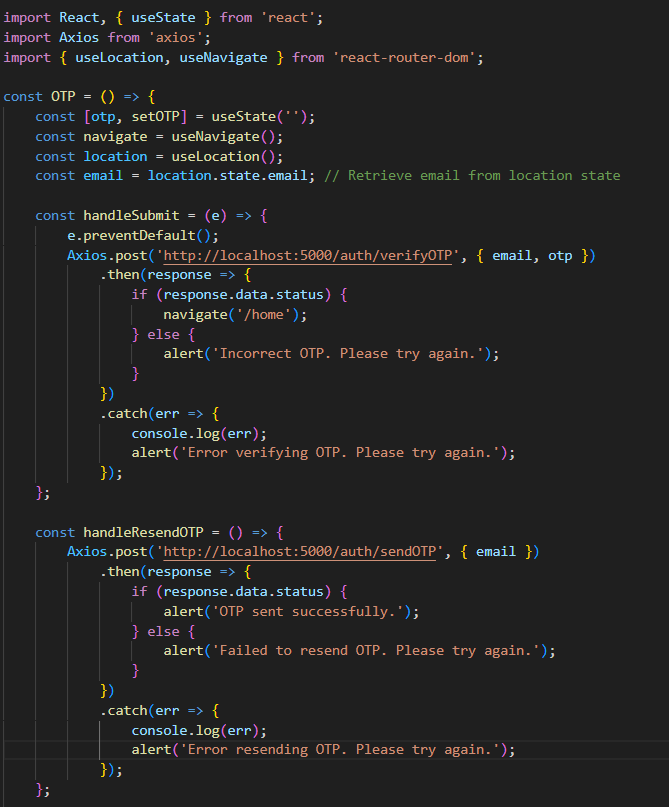 import React, { useState } from 'react';
import Axios from 'axios';
import { useLocation, useNavigate } from 'react-router-dom';

const OTP = () => {
    const [otp, setOTP] = useState('');
    const navigate = useNavigate();
    const location = useLocation();
    const email = location.state.email; // Retrieve email from location state

    const handleSubmit = (e) => {
        e.preventDefault();
        Axios.post('http://localhost:5000/auth/verifyOTP', { email, otp })
            .then(response => {
                if (response.data.status) {
                    navigate('/home');
                } else {
                    alert('Incorrect OTP. Please try again.');
                }
            })
            .catch(err => {
                console.log(err);
                alert('Error verifying OTP. Please try again.');
            });
    };

    const handleResendOTP = () => {
        Axios.post('http://localhost:5000/auth/sendOTP', { email })
            .then(response => {
                if (response.data.status) {
                    alert('OTP sent successfully.');
                } else {
                    alert('Failed to resend OTP. Please try again.');
                }
            })
            .catch(err => {
                console.log(err);
                alert('Error resending OTP. Please try again.');
            });
    };